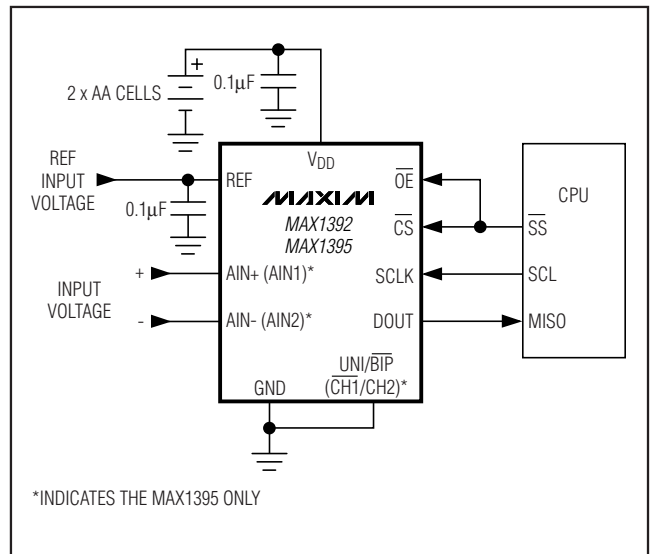 2 x AA CELLS
+
0.1μF
VDD
REF
INPUT
VOLTAGE
0.1μF
REF
MAXIM
MAX1392
MAX1395
OE
CS
SCLK
DOUT
CPU
SS
SCL
MISO
INPUT
VOLTAGE
+
-
AIN+ (AIN1)*
AIN- (AIN2)*
GND
UNI/BIP
(CH1/CH2)*
*INDICATES THE MAX1395 ONLY